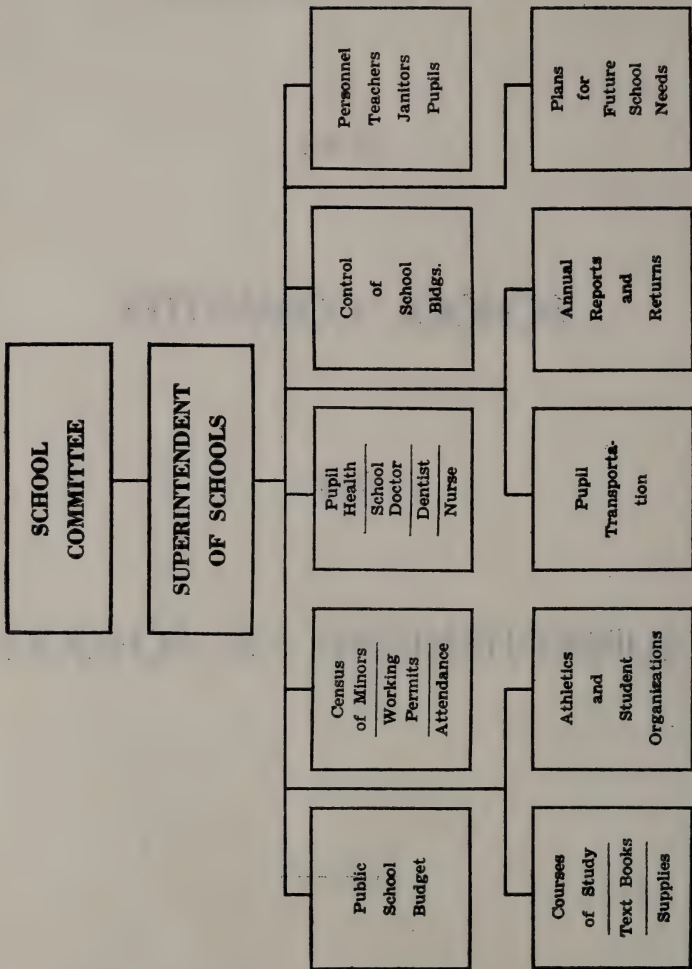 SCHOOL
COMMITTEE
SUPERINTENDENT
OF SCHOOLS
Public
School
Budget
Census
of Minors
Working
Permits
Attendance
Pupil
Health
School
Doctor
Dentist
Nurse
Control
of
School
Bldgs.
Personnel
Teachers
Janitors
Pupils
Courses
of Study
Text Books
Supplies
Athletics
and
Student
Organizations
Pupil
Transporta-
tion
Annual
Reports
and
Returns
Plans
for
Future
School
Needs